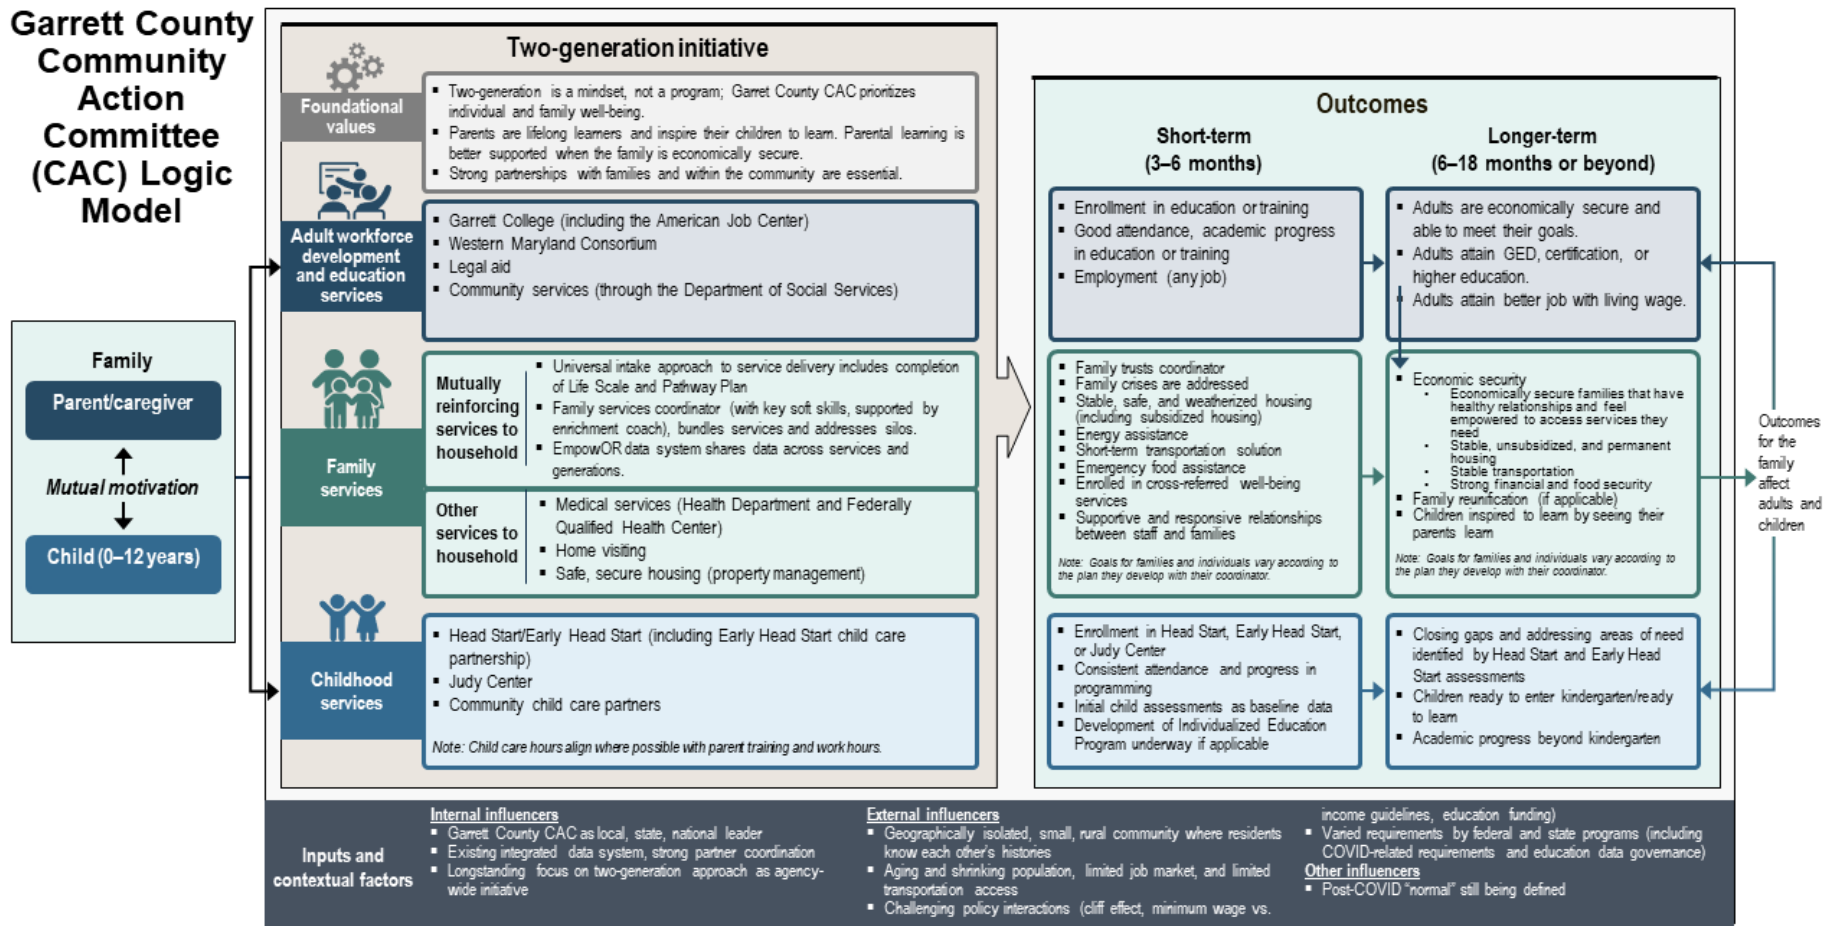 Garrett County
Community
Action
Committee
(CAC) Logic
Model
Family
Parent/caregiver
Mutual motivation
Child (0–12 years)
Two-generation initiative
Foundational
values
▪ Two-generation is a mindset, not a program; Garret County CAC prioritizes
individual and family well-being.
▪ Parents are lifelong learners and inspire their children to learn. Parental learning is
better supported when the family is economically secure.
▪ Strong partnerships with families and within the community are essential.
Adult workforce
development
and education
services
▪ Garrett College (including the American Job Center)
▪ Western Maryland Consortium
▪ Legal aid
▪ Community services (through the Department of Social Services)
Family
services
Mutually
reinforcing
services to
household
▪ Universal intake approach to service delivery includes completion
of Life Scale and Pathway Plan
▪ Family services coordinator (with key soft skills, supported by
enrichment coach), bundles services and addresses silos.
▪ EmpowOR data system shares data across services and
generations.
Other
services to
household
▪ Medical services (Health Department and Federally
Qualified Health Center)
▪ Home visiting
▪ Safe, secure housing (property management)
Childhood
services
▪ Head Start/Early Head Start (including Early Head Start child care
partnership)
▪ Judy Center
▪ Community child care partners
Note: Child care hours align where possible with parent training and work hours.
Outcomes
Short-term
(3–6 months)
▪ Enrollment in education or training
▪ Good attendance, academic progress
in education or training
▪ Employment (any job)
▪ Family trusts coordinator
▪ Family crises are addressed
▪ Stable, safe, and weatherized housing
(including subsidized housing)
▪ Energy assistance
▪ Short-term transportation solution
▪ Emergency food assistance
▪ Enrolled in cross-referred well-being
services
▪ Supportive and responsive relationships
between staff and families
Note: Goals for families and individuals vary according to
the plan they develop with their coordinator.
▪ Enrollment in Head Start, Early Head Start,
or Judy Center
▪ Consistent attendance and progress in
programming
▪ Initial child assessments as baseline data
▪ Development of Individualized Education
Program underway if applicable
Longer-term
(6–18 months or beyond)
▪ Adults are economically secure and
able to meet their goals.
▪ Adults attain GED, certification, or
higher education.
▪ Adults attain better job with living wage.
▪ Economic security
▪ Economically secure families that have
healthy relationships and feel
empowered to access services they
need
▪ Stable, unsubsidized, and permanent
housing
▪ Stable transportation
▪ Strong financial and food security
▪ Family reunification (if applicable)
▪ Children inspired to learn by seeing their
parents learn
Note: Goals for families and individuals vary according to
the plan they develop with their coordinator.
▪ Closing gaps and addressing areas of need
identified by Head Start and Early Head
Start assessments
▪ Children ready to enter kindergarten/ready
to learn
▪ Academic progress beyond kindergarten
Outcomes
for the
family
affect
adults and
children
Inputs and
contextual factors
Internal influencers
▪ Garrett County CAC as local, state, national leader
▪ Existing integrated data system, strong partner coordination
▪ Longstanding focus on two-generation approach as agency-
wide initiative
External influencers
▪ Geographically isolated, small, rural community where residents
know each other's histories
▪ Aging and shrinking population, limited job market, and limited
transportation access
▪ Challenging policy interactions (cliff effect, minimum wage vs.
income guidelines, education funding)
▪ Varied requirements by federal and state programs (including
COVID-related requirements and education data governance)
Other influencers
▪ Post-COVID “normal” still being defined